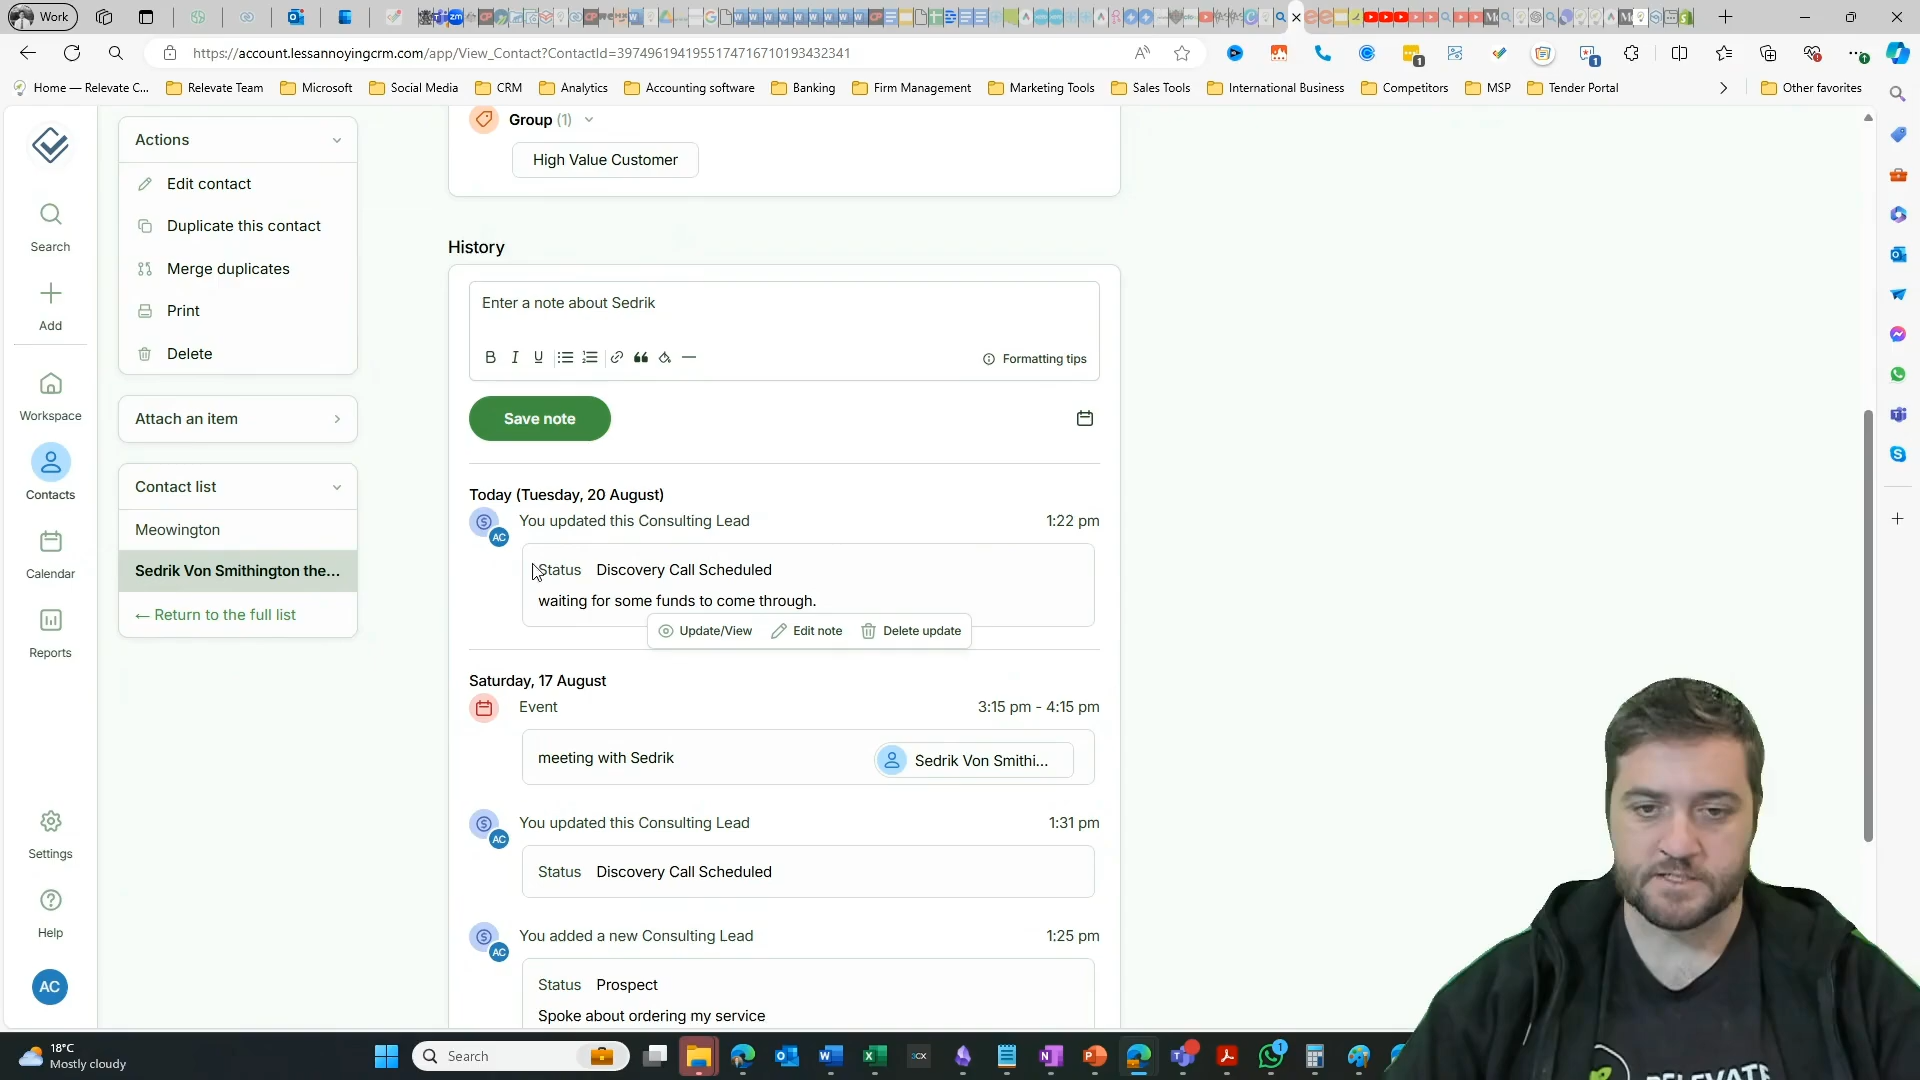 Work
https://account.lessannoyingcrm.com/app/View_Contact?ContactId=3974961941955174716710193432341
Home — Relevate C...
Relevate Team
Microsoft
Social Media
CRM
Analytics
Accounting software
Banking
Firm Management
Marketing Tools
Sales Tools
International Business
Competitors
MSP
Tender Portal
Other favorites
Search
Add
Workspace
Contacts
Calendar
Reports
Settings
Help
AC
Actions
Edit contact
Duplicate this contact
Merge duplicates
Print
Delete
Attach an item
Contact list
Meowington
Sedrik Von Smithington the...
← Return to the full list
Group (1)
High Value Customer
History
Enter a note about Sedrik
B I U
Formatting tips
Save note
Today (Tuesday, 20 August)
You updated this Consulting Lead 1:22 pm
AC
Status Discovery Call Scheduled
waiting for some funds to come through.
Update/View Edit note Delete update
Saturday, 17 August
Event 3:15 pm - 4:15 pm
meeting with Sedrik Sedrik Von Smithi...
You updated this Consulting Lead 1:31 pm
AC
Status Discovery Call Scheduled
You added a new Consulting Lead 1:25 pm
AC
Status Prospect
Spoke about ordering my service
RELEVATE
18°C
Mostly cloudy
Search